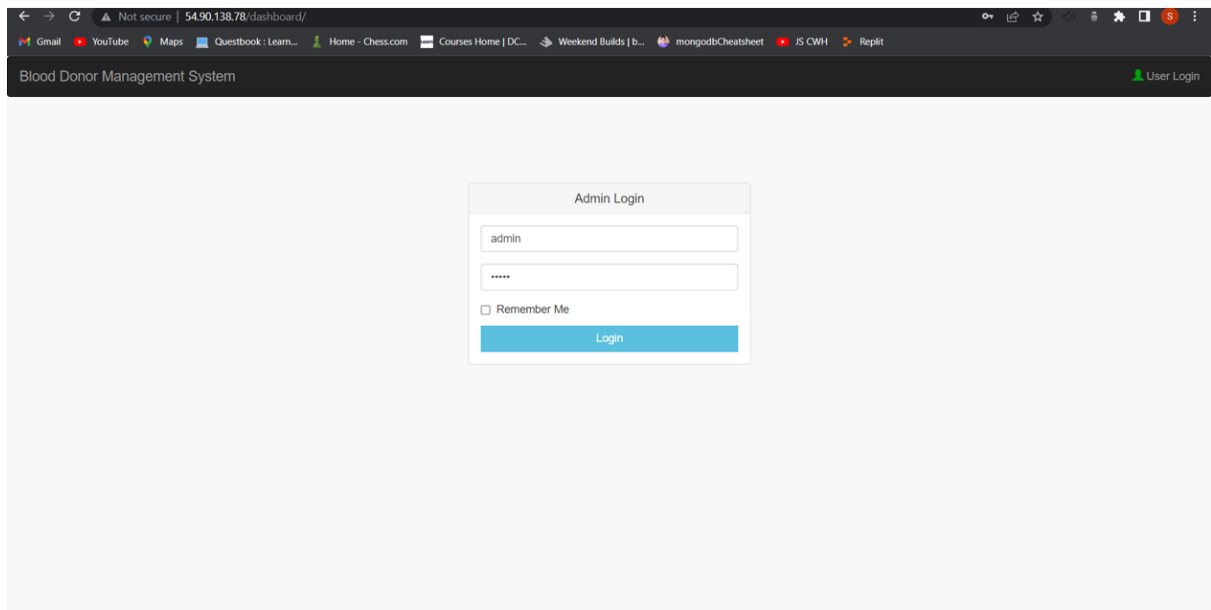 Not secure | 54.90.138.78/dashboard/
S
Gmail YouTube Maps Questbook : Learn... Home - Chess.com Courses Home | DC... Weekend Builds | b... mongodbCheatsheet JS CWH Replit
Blood Donor Management System User Login
Admin Login
admin
•••••
Remember Me
Login